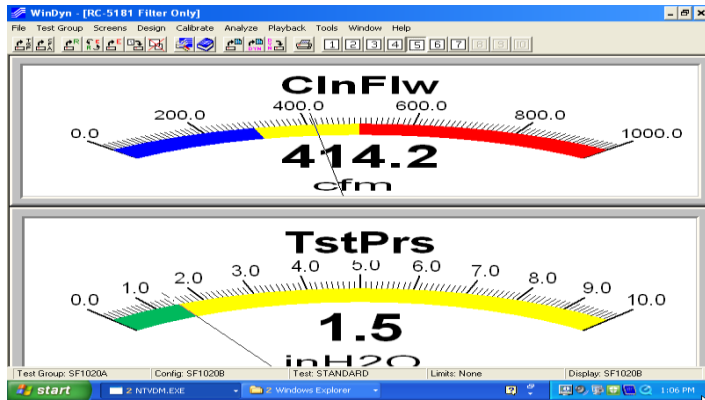 WinDyn - [RC-5181 Filter Only]
File Test Group Screens Design Calibrate Analyze Playback Tools Window Help
1 2 3 4 5 6 7 8 9 10
ClnFlw
0.0 200.0 400.0 600.0 800.0 1000.0
414.2
cfm
TstPrs
0.0 1.0 2.0 3.0 4.0 5.0 6.0 7.0 8.0 9.0 10.0
1.5
inH2O
Test Group: SF1020A Config: SF1020B Test: STANDARD Limits: None Display: SF1020B
start 2 NTVDM.EXE 2 Windows Explorer 1:06 PM